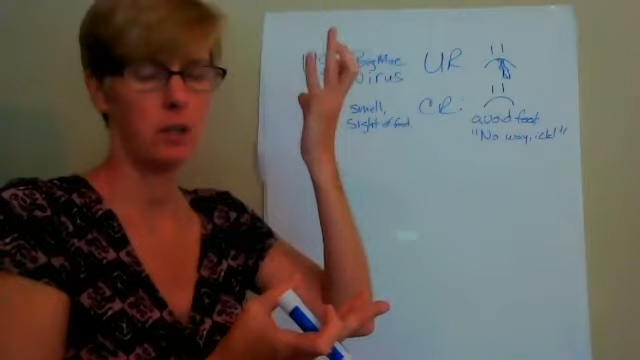 Virus UR
smell, CR:
sight of food
avoid food
"No way, ick!"